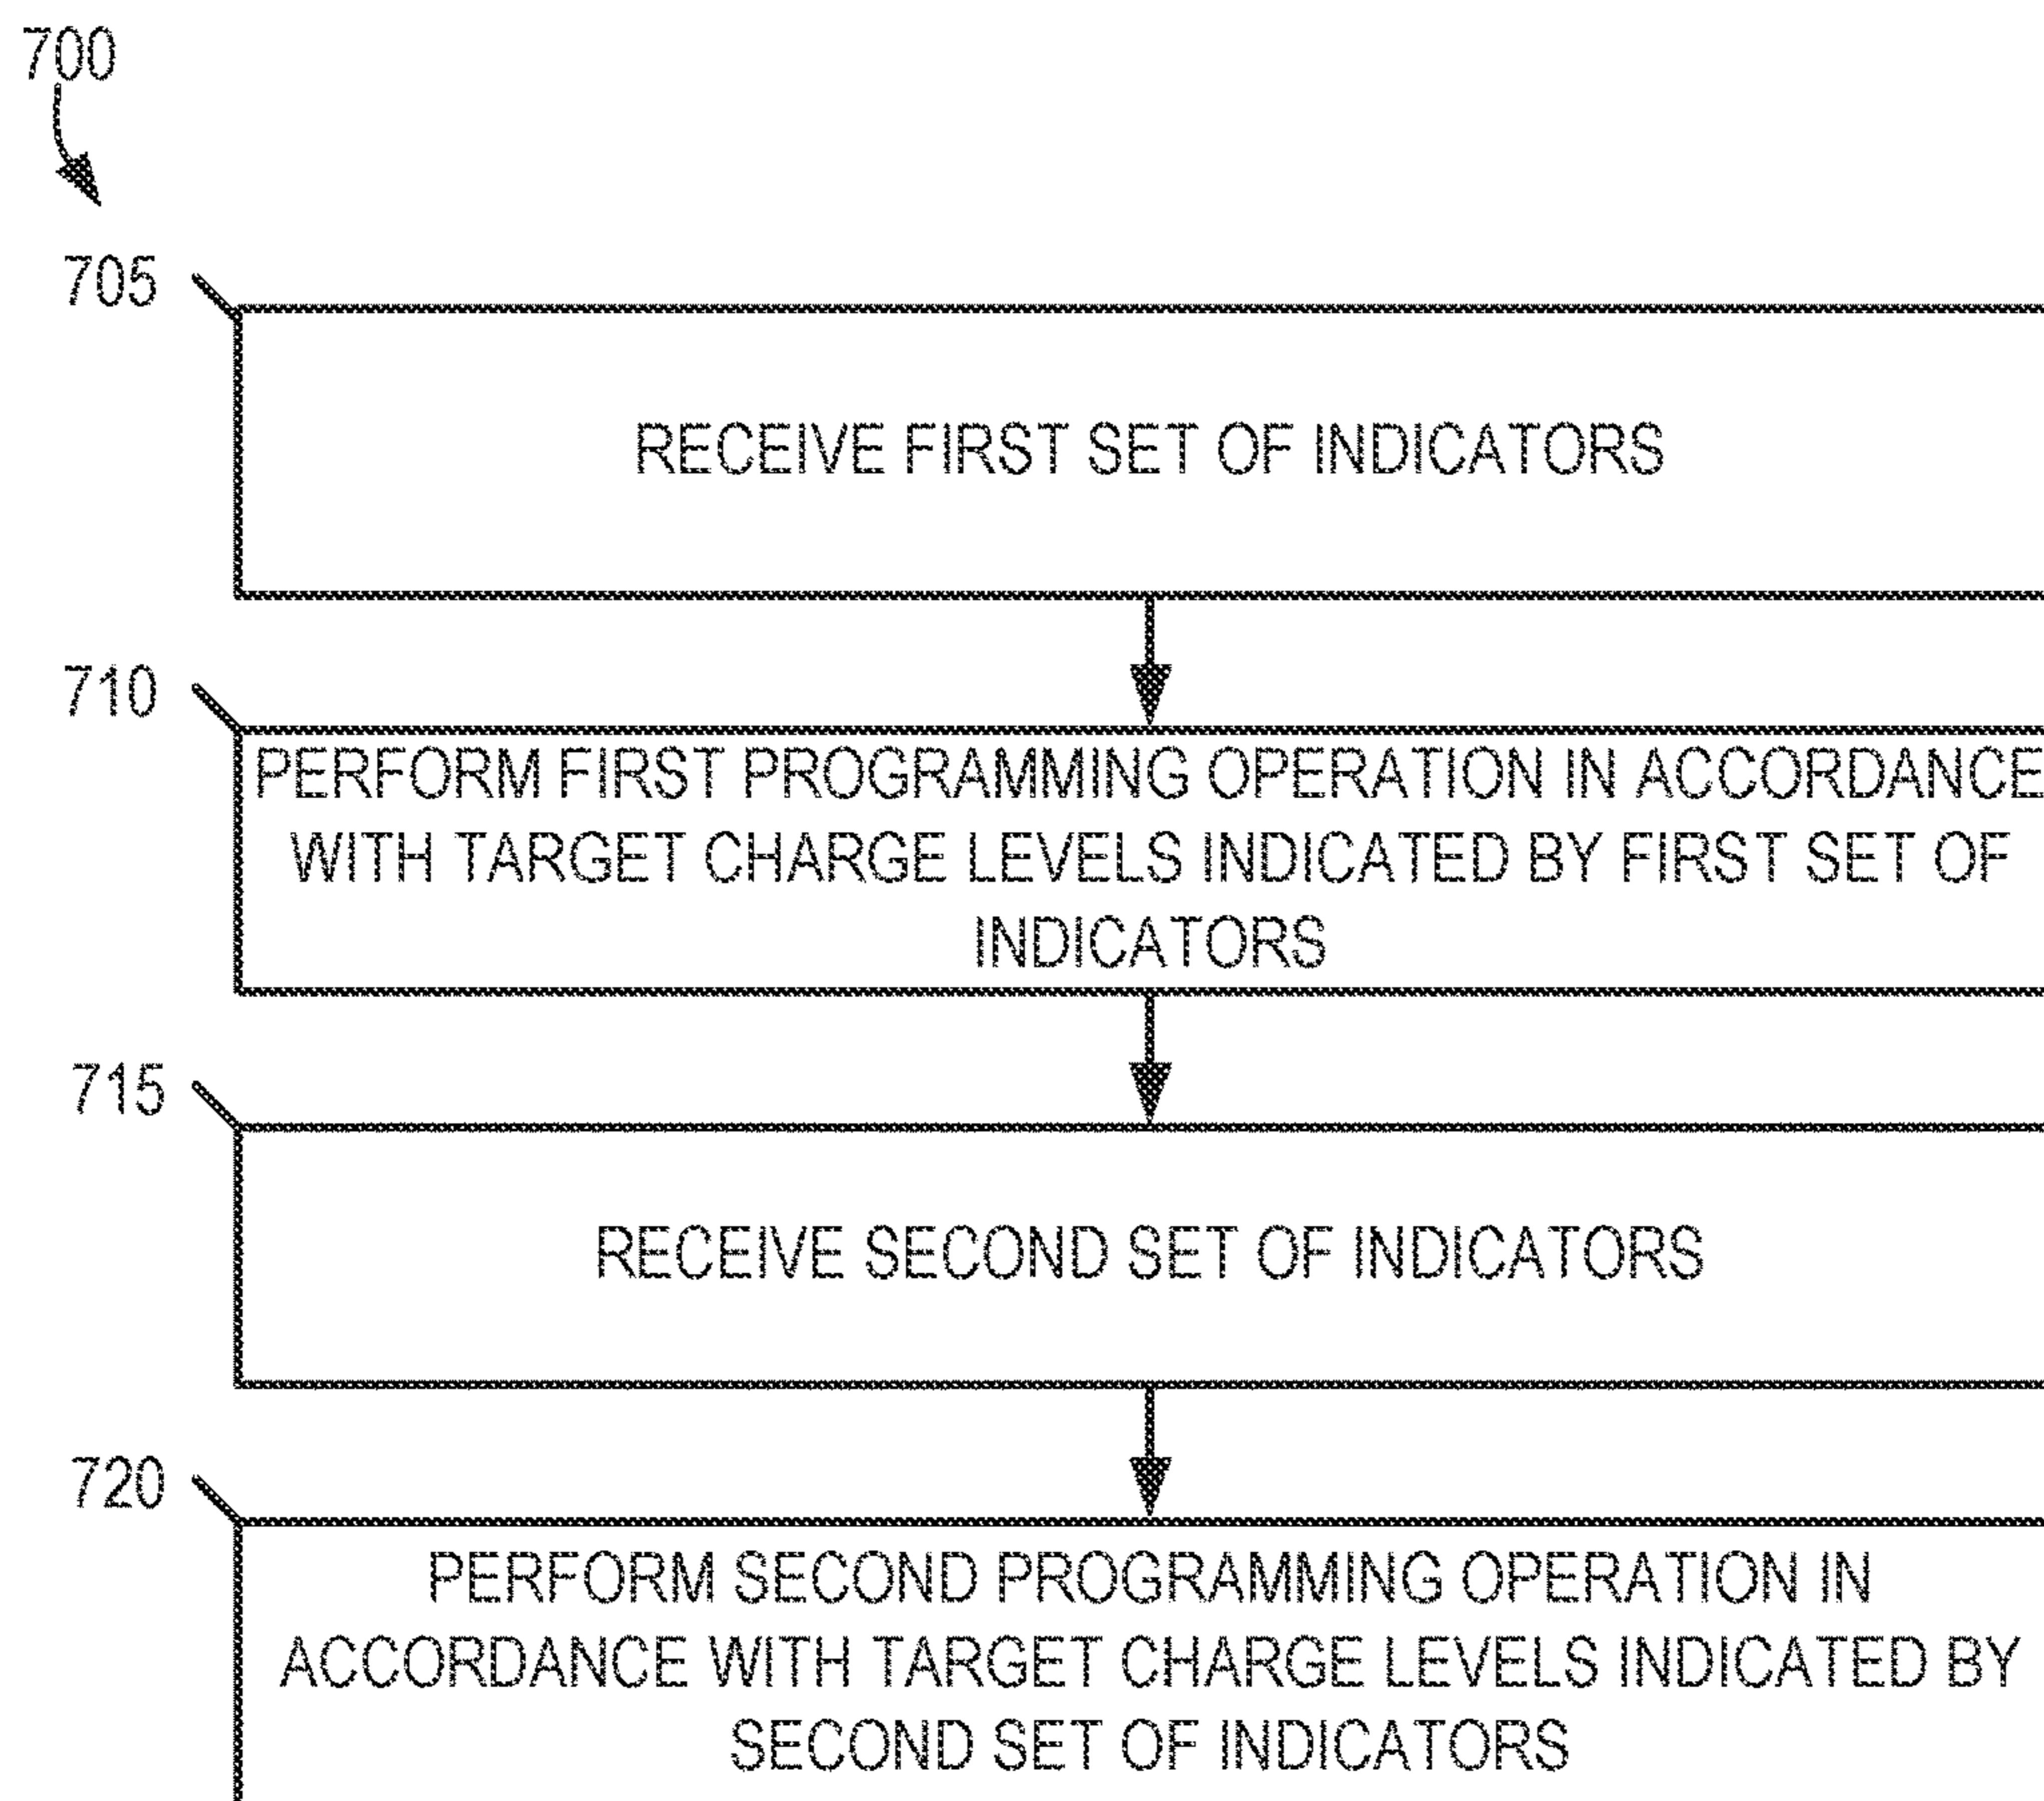 700
705
RECEIVE FIRST SET OF INDICATORS
710
PERFORM FIRST PROGRAMMING OPERATION IN ACCORDANCE
WITH TARGET CHARGE LEVELS INDICATED BY FIRST SET OF
INDICATORS
715
RECEIVE SECOND SET OF INDICATORS
720
PERFORM SECOND PROGRAMMING OPERATION IN
ACCORDANCE WITH TARGET CHARGE LEVELS INDICATED BY
SECOND SET OF INDICATORS